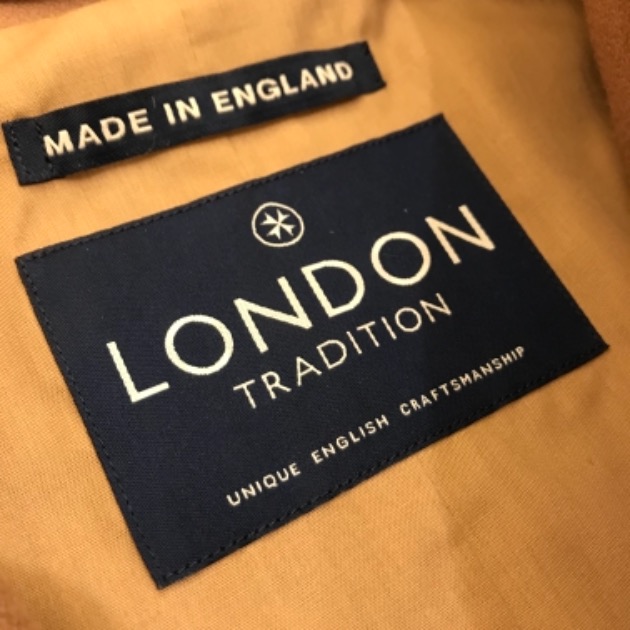 MADE IN ENGLAND
LONDON
TRADITION
UNIQUE ENGLISH CRAFTSMANSHIP